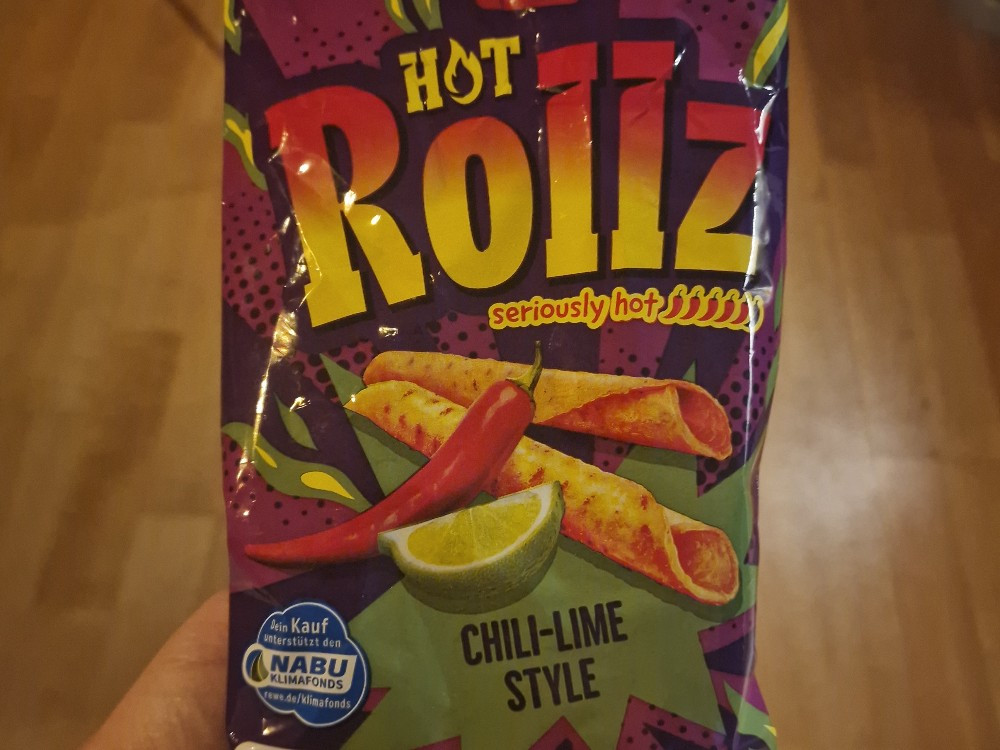 HOT
Rollz
seriously hot
CHILI-LIME
STYLE
Dein Kauf
unterstützt den
NABU
KLIMAFONDS
rewe.de/klimafonds